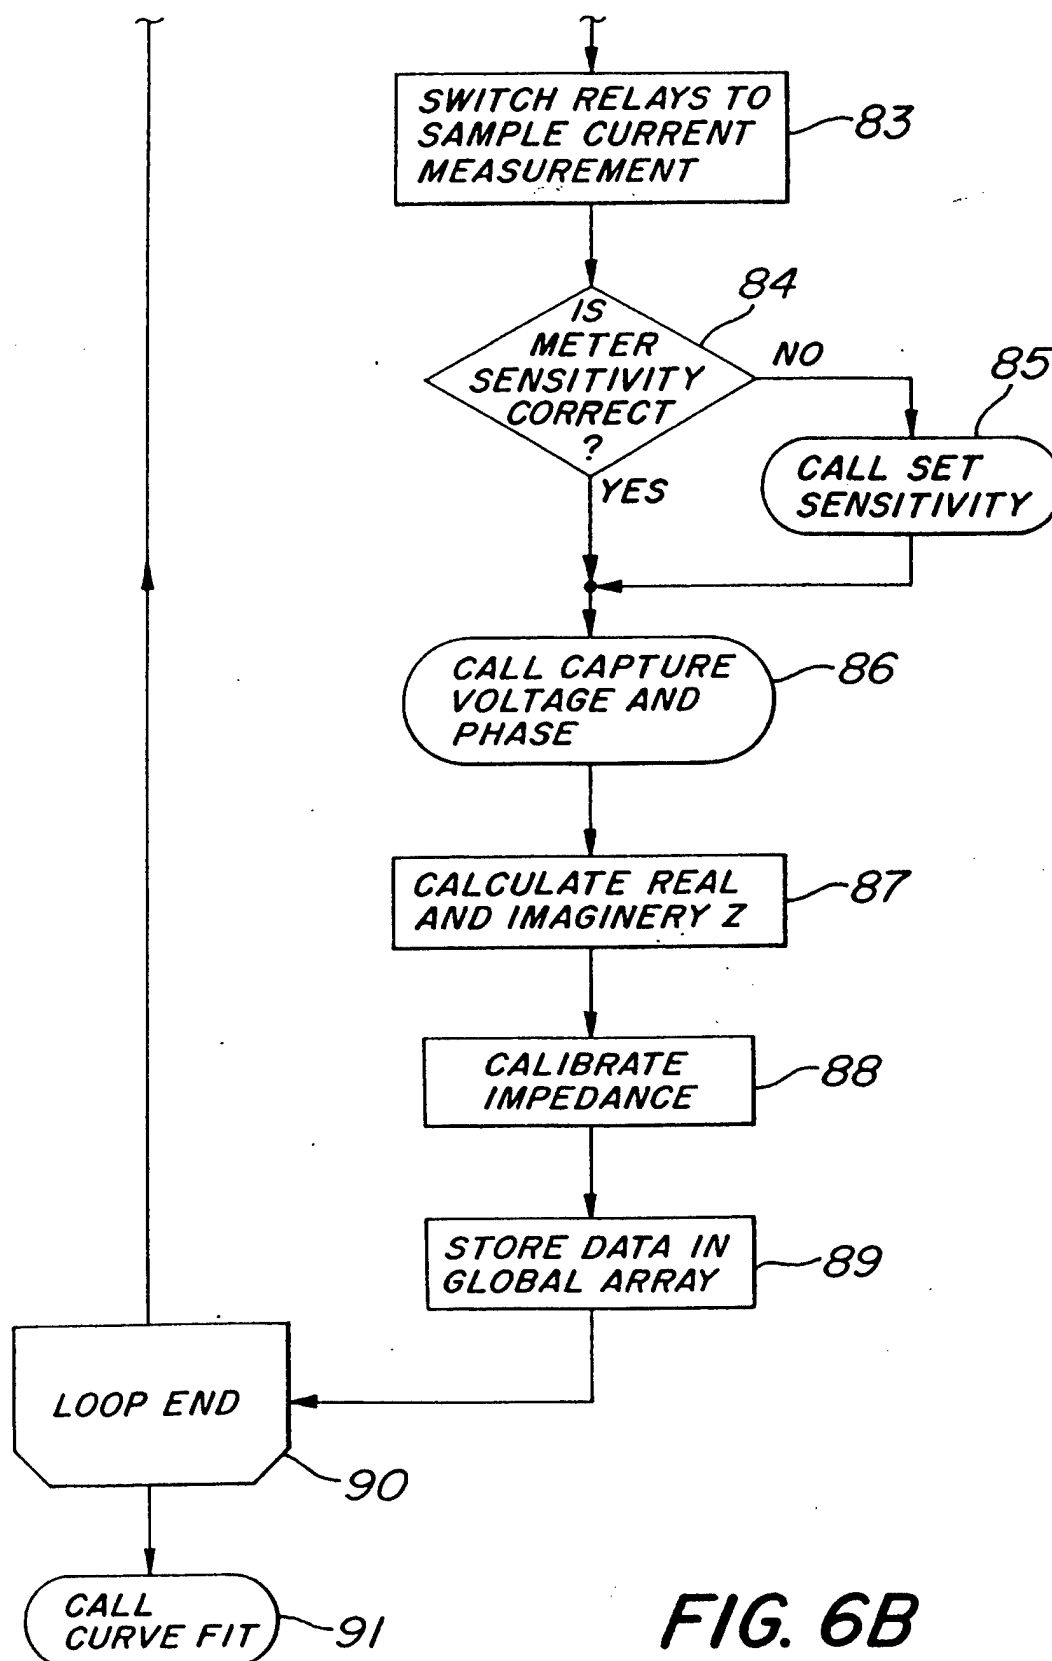 SWITCH RELAYS TO
SAMPLE CURRENT
MEASUREMENT
83
IS
METER
SENSITIVITY
CORRECT
?
84
NO
YES
CALL SET
SENSITIVITY
85
CALL CAPTURE
VOLTAGE AND
PHASE
86
CALCULATE REAL
AND IMAGINERY Z
87
CALIBRATE
IMPEDANCE
88
STORE DATA IN
GLOBAL ARRAY
89
LOOP END
90
CALL
CURVE FIT
91
FIG. 6B